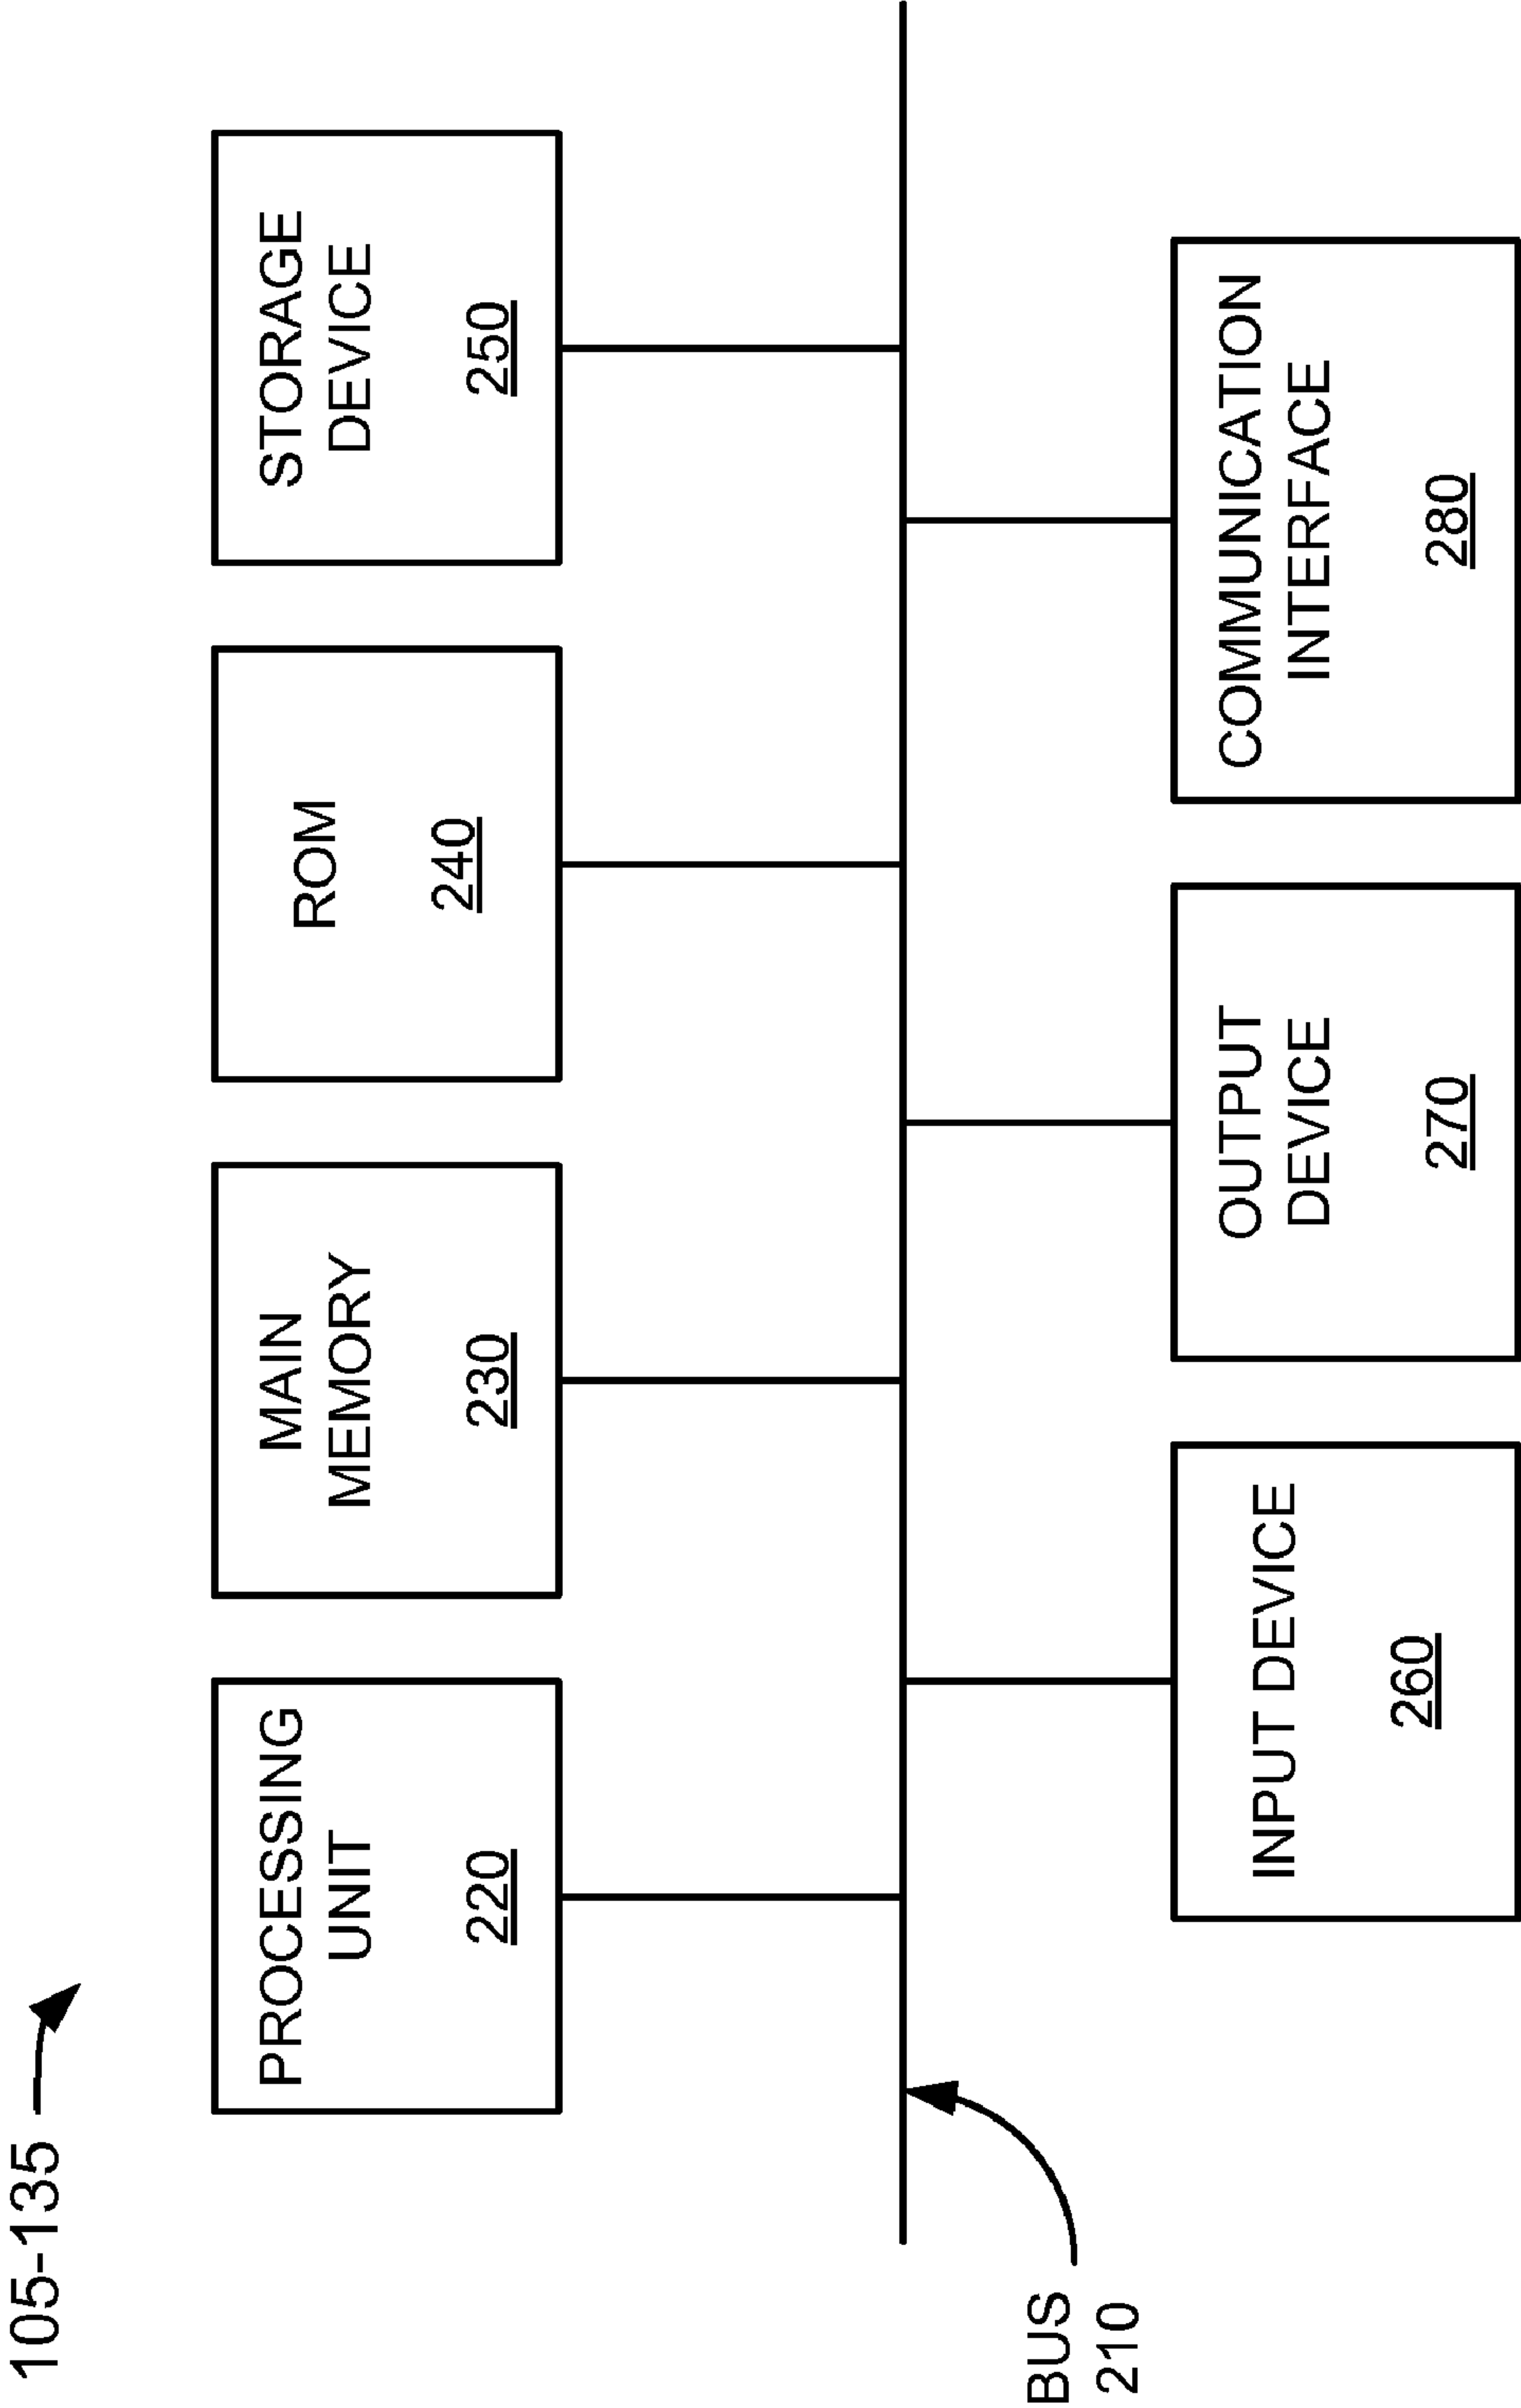 105-135
PROCESSING
UNIT
220
MAIN
MEMORY
230
ROM
240
STORAGE
DEVICE
250
BUS
210
INPUT DEVICE
260
OUTPUT
DEVICE
270
COMMUNICATION
INTERFACE
280